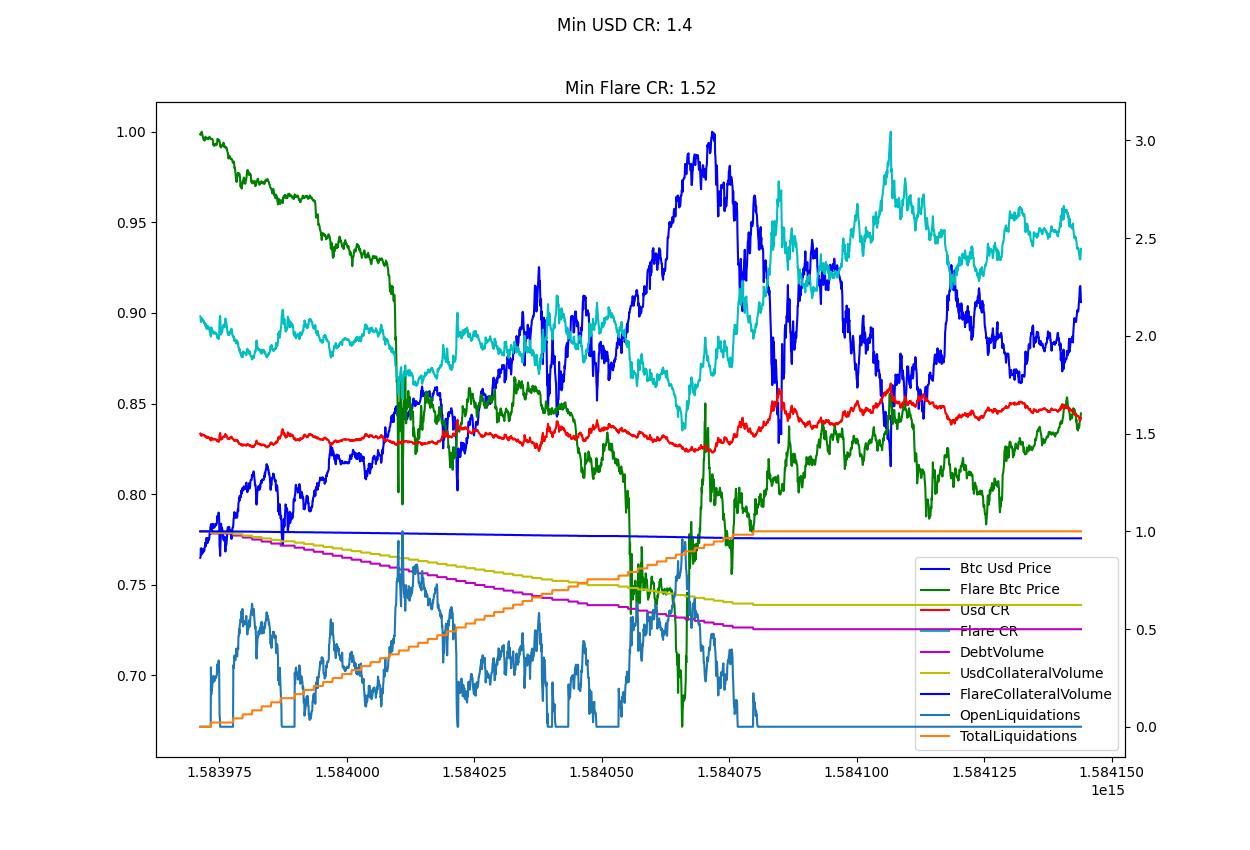 Min USD CR: 1.4
Min Flare CR: 1.52
1.00
0.95
0.90
0.85
0.80
0.75
0.70
3.0
2.5
2.0
1.5
1.0
0.5
0.0
Btc Usd Price
Flare Btc Price
Usd CR
Flare CR
DebtVolume
UsdCollateralVolume
FlareCollateralVolume
OpenLiquidations
TotalLiquidations
1.583975 1.584000 1.584025 1.584050 1.584075 1.584100 1.584125 1.584150
1e15